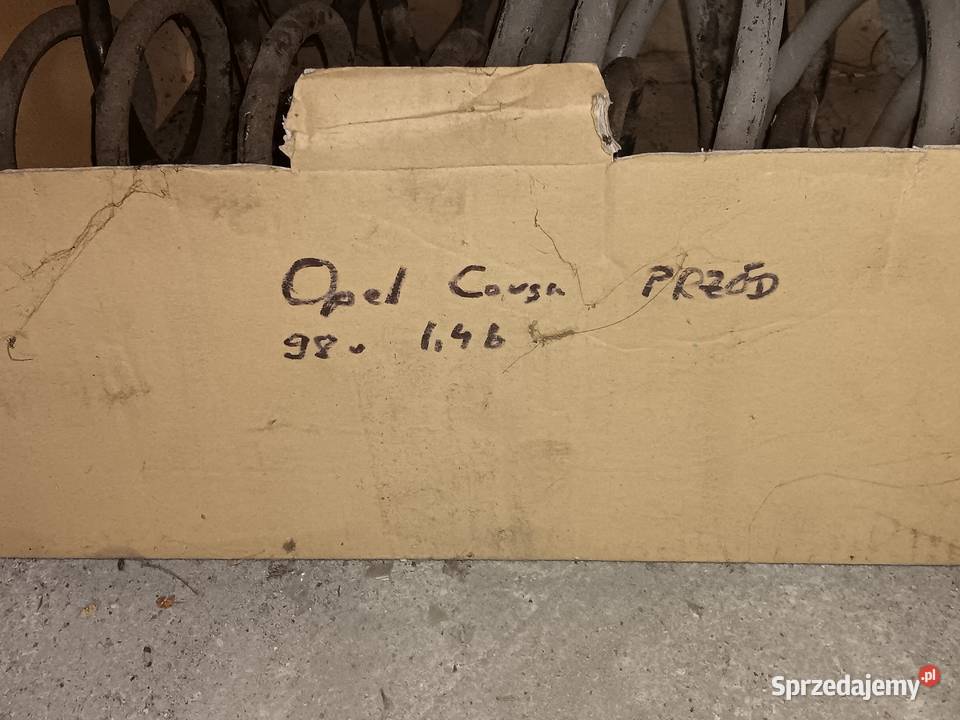 Opel Corsa PRZÓD
98r 1.4b
Sprzedajemy.pl